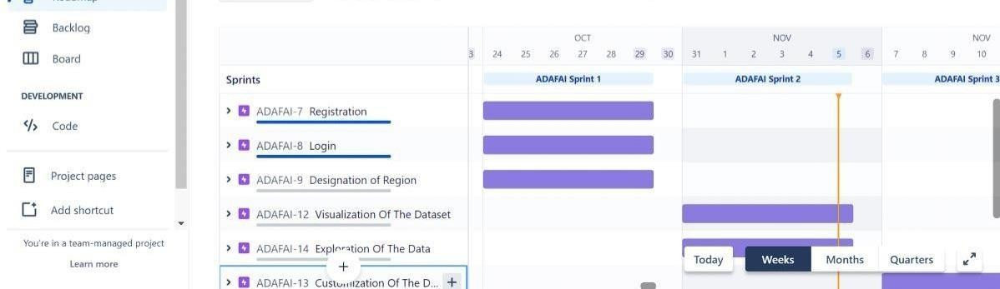 Backlog
Board
DEVELOPMENT
Code
Project pages
Add shortcut
You're in a team-managed project
Learn more
OCT NOV NOV
3 24 25 26 27 28 29 30 31 1 2 3 4 5 6 7 8 9 10
Sprints ADAFAI Sprint 1 ADAFAI Sprint 2 ADAFAI Sprint 3
ADAFAI-7 Registration
ADAFAI-8 Login
ADAFAI-9 Designation of Region
ADAFAI-12 Visualization Of The Dataset
ADAFAI-14 Exploration Of The Data
ADAFAI-13 Customization Of The D...
Today Weeks Months Quarters